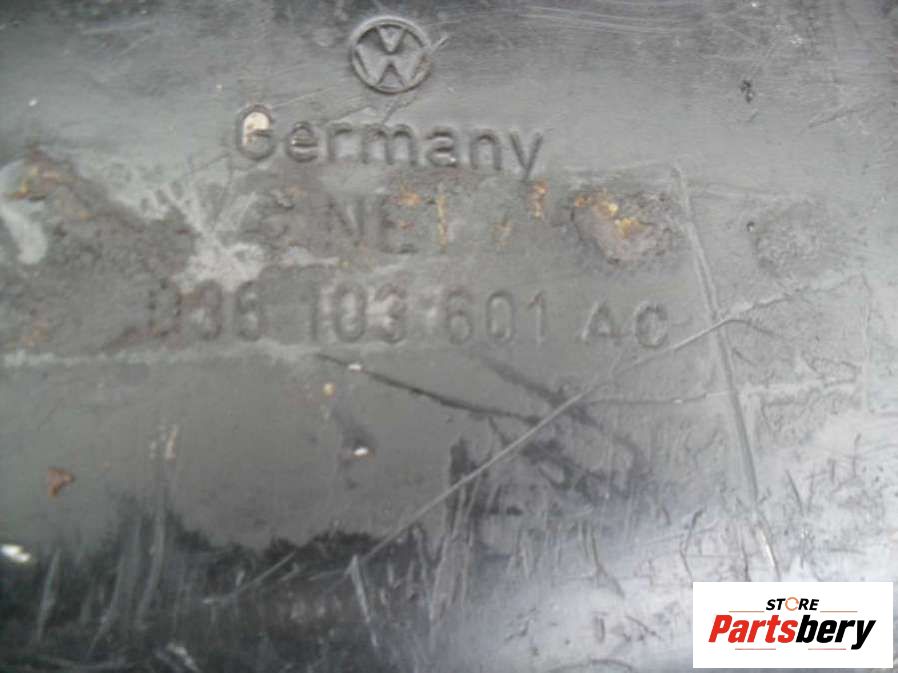 Germany
036 103 601 AC
STORE
Partsbery